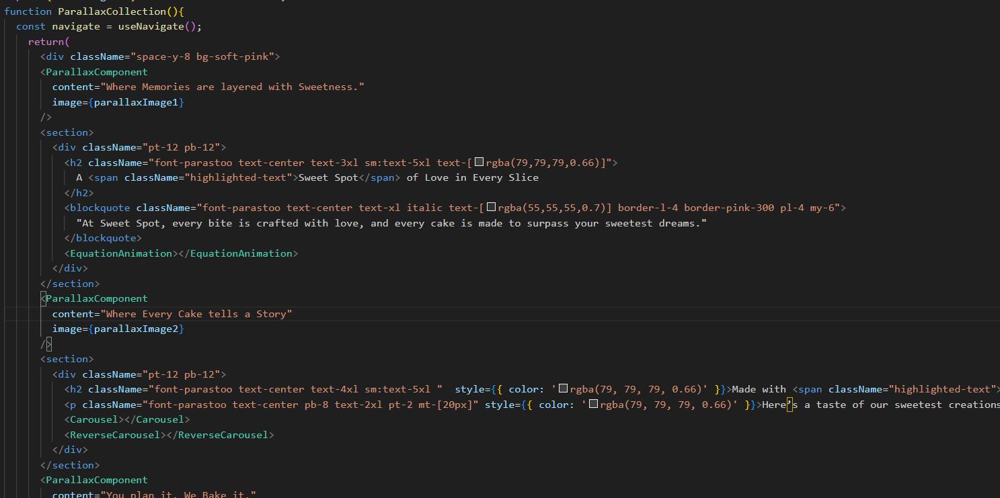 function ParallaxCollection(){
  const navigate = useNavigate();
    return(
      <div className="space-y-8 bg-soft-pink">
      <ParallaxComponent
        content="Where Memories are layered with Sweetness."
        image={parallaxImage1}
      />
      <section>
        <div className="pt-12 pb-12">
          <h2 className="font-parastoo text-center text-3xl sm:text-5xl text-[rgba(79,79,79,0.66)]">
            A <span className="highlighted-text">Sweet Spot</span> of Love in Every Slice
          </h2>
          <blockquote className="font-parastoo text-center text-xl italic text-[rgba(55,55,55,0.7)] border-l-4 border-pink-300 pl-4 my-6">
            "At Sweet Spot, every bite is crafted with love, and every cake is made to surpass your sweetest dreams."
          </blockquote>
          <EquationAnimation></EquationAnimation>
        </div>
      </section>
      <ParallaxComponent
        content="Where Every Cake tells a Story"
        image={parallaxImage2}
      />
      <section>
        <div className="pt-12 pb-12">
          <h2 className="font-parastoo text-center text-4xl sm:text-5xl "  style={{ color: 'rgba(79, 79, 79, 0.66)' }}>Made with <span className="highlighted-text">
          <p className="font-parastoo text-center pb-8 text-2xl pt-2 mt-[20px]" style={{ color: 'rgba(79, 79, 79, 0.66)' }}>Here’s a taste of our sweetest creations
          <Carousel></Carousel>
          <ReverseCarousel></ReverseCarousel>
        </div>
      </section>
      <ParallaxComponent
        content="You plan it, We Bake it."